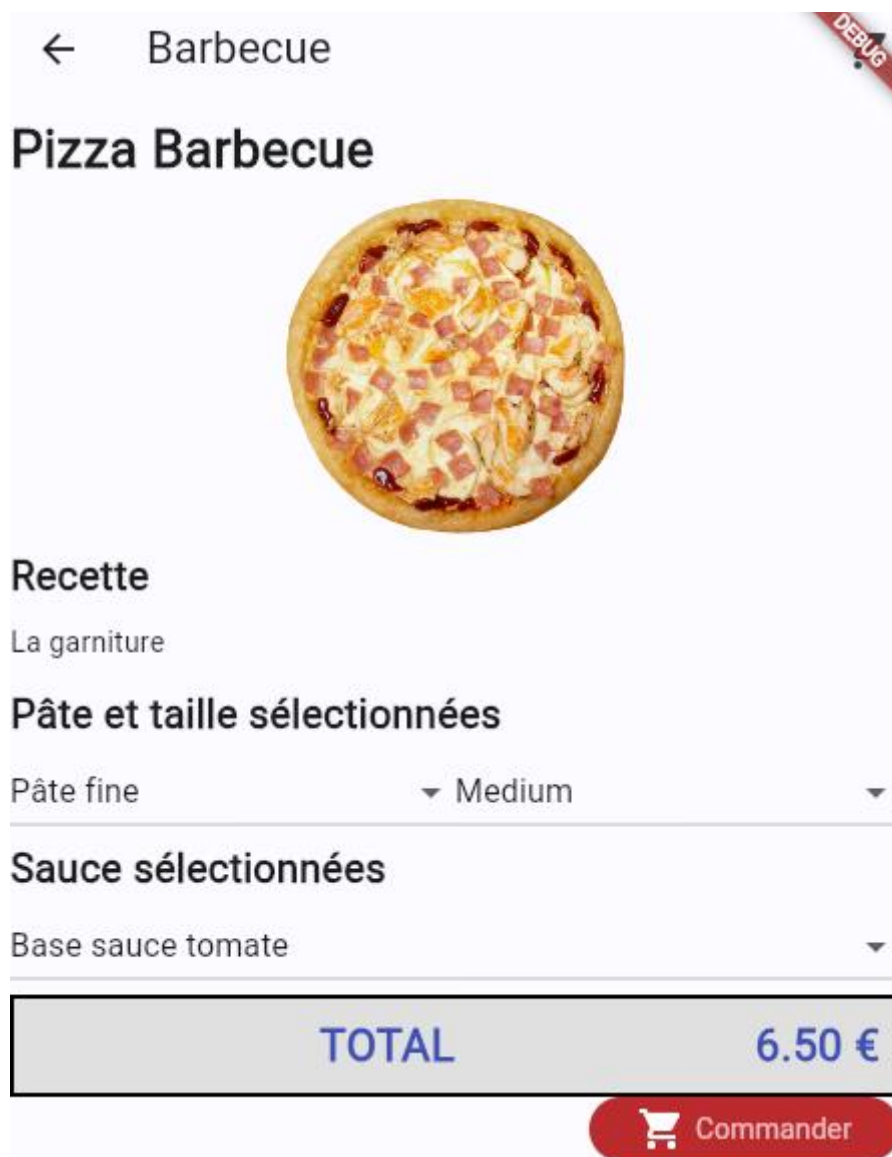 Barbecue
DEBUG
Pizza Barbecue
Recette
La garniture
Pâte et taille sélectionnées
Pâte fine Medium
Sauce sélectionnées
Base sauce tomate
TOTAL 6.50 €
Commander